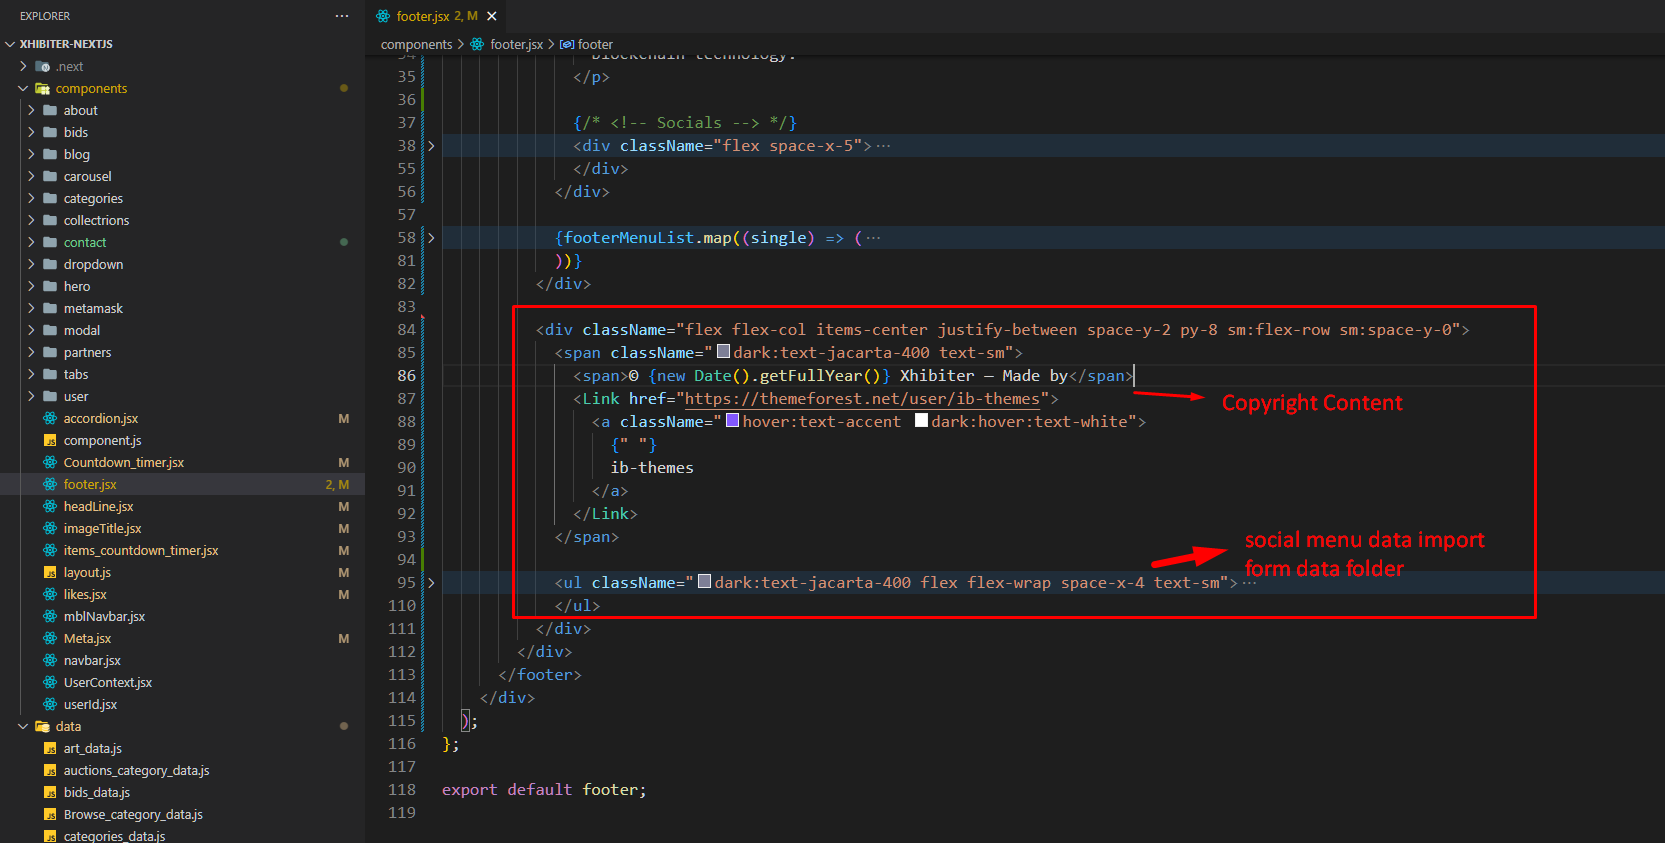 EXPLORER
···
XHIBITER-NEXTJS
.next
components
about
bids
blog
carousel
categories
collectrions
contact
dropdown
hero
metamask
modal
partners
tabs
user
accordion.jsx M
component.js
Countdown_timer.jsx M
footer.jsx 2, M
headLine.jsx M
imageTitle.jsx M
items_countdown_timer.jsx M
layout.js M
likes.jsx M
mblNavbar.jsx
Meta.jsx M
navbar.jsx
UserContext.jsx
userId.jsx
data
art_data.js
auctions_category_data.js
bids_data.js
Browse_category_data.js
categories_data.js
footer.jsx 2, M
components > footer.jsx > footer
34 blockchain technology.
35 </p>
36
37 {/* <!-- Socials --> */}
38 <div className="flex space-x-5">···
55 </div>
56 </div>
57
58 {footerMenuList.map((single) => (···
81 ))}
82 </div>
83
84 <div className="flex flex-col items-center justify-between space-y-2 py-8 sm:flex-row sm:space-y-0">
85 <span className="dark:text-jacarta-400 text-sm">
86 <span>© {new Date().getFullYear()} Xhibiter — Made by</span>
87 <Link href="https://themeforest.net/user/ib-themes">
88 <a className="hover:text-accent dark:hover:text-white">
89 {" "}
90 ib-themes
91 </a>
92 </Link>
93 </span>
94
95 <ul className="dark:text-jacarta-400 flex flex-wrap space-x-4 text-sm">···
110 </ul>
111 </div>
112 </div>
113 </footer>
114 </div>
115 );
116 };
117
118 export default footer;
119
Copyright Content
social menu data import
form data folder